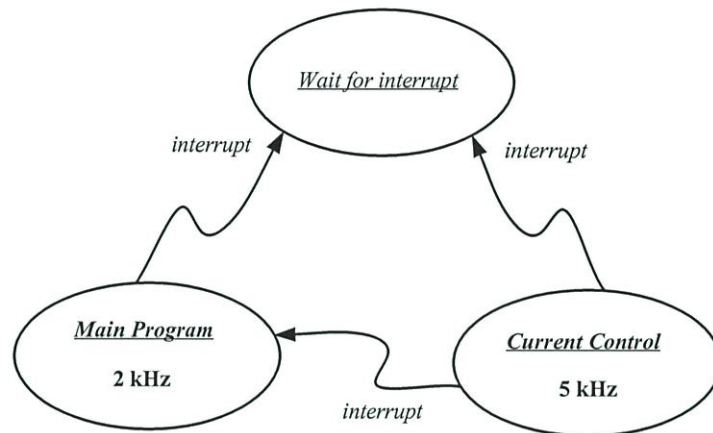 Wait for interrupt
interrupt
interrupt
Main Program
2 kHz
Current Control
5 kHz
interrupt